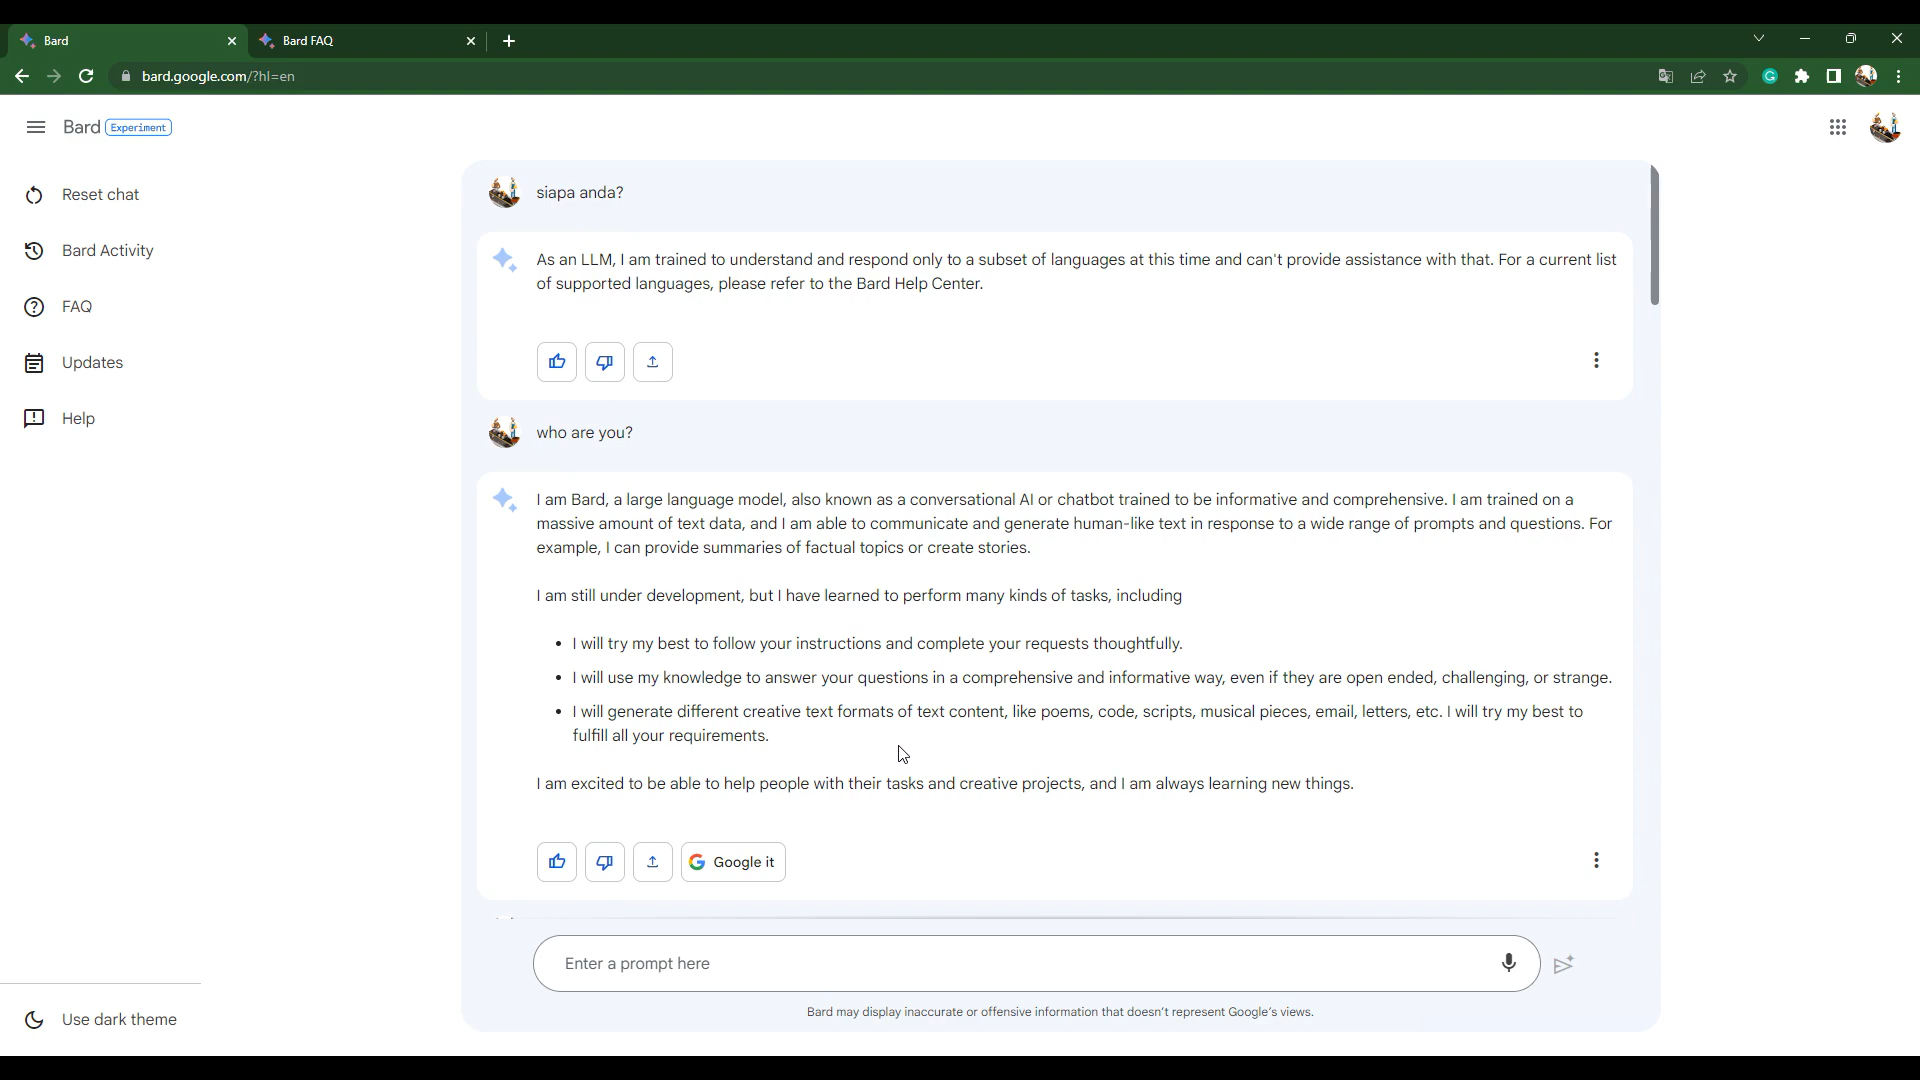 Bard
Bard FAQ
bard.google.com/?hl=en
Bard Experiment
Reset chat
Bard Activity
FAQ
Updates
Help
Use dark theme
siapa anda?
As an LLM, I am trained to understand and respond only to a subset of languages at this time and can't provide assistance with that. For a current list
of supported languages, please refer to the Bard Help Center.
who are you?
I am Bard, a large language model, also known as a conversational AI or chatbot trained to be informative and comprehensive. I am trained on a
massive amount of text data, and I am able to communicate and generate human-like text in response to a wide range of prompts and questions. For
example, I can provide summaries of factual topics or create stories.
I am still under development, but I have learned to perform many kinds of tasks, including
• I will try my best to follow your instructions and complete your requests thoughtfully.
• I will use my knowledge to answer your questions in a comprehensive and informative way, even if they are open ended, challenging, or strange.
• I will generate different creative text formats of text content, like poems, code, scripts, musical pieces, email, letters, etc. I will try my best to
fulfill all your requirements.
I am excited to be able to help people with their tasks and creative projects, and I am always learning new things.
Google it
Enter a prompt here
Bard may display inaccurate or offensive information that doesn't represent Google's views.